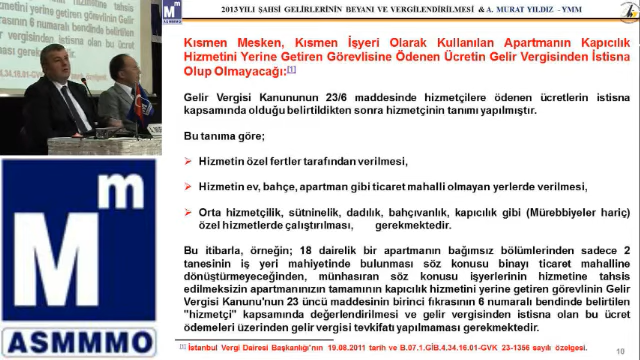 2013 YILI ŞAHSİ GELİRLERİNİN BEYANI VE VERGİLENDİRİLMESİ & A. MURAT YILDIZ - YMM
Kısmen Mesken, Kısmen İşyeri Olarak Kullanılan Apartmanın Kapıcılık
Hizmetini Yerine Getiren Görevlisine Ödenen Ücretin Gelir Vergisinden İstisna
Olup Olmayacağı:[1]
Gelir Vergisi Kanununun 23/6 maddesinde hizmetçilere ödenen ücretlerin istisna
kapsamında olduğu belirtildikten sonra hizmetçinin tanımı yapılmıştır.
Bu tanıma göre;
➢ Hizmetin özel fertler tarafından verilmesi,
➢ Hizmetin ev, bahçe, apartman gibi ticaret mahalli olmayan yerlerde verilmesi,
➢ Orta hizmetçilik, sütninelik, dadılık, bahçıvanlık, kapıcılık gibi (Mürebbiyeler hariç)
özel hizmetlerde çalıştırılması, gerekmektedir.
Bu itibarla, örneğin; 18 dairelik bir apartmanın bağımsız bölümlerinden sadece 2
tanesinin iş yeri mahiyetinde bulunması söz konusu binayı ticaret mahalline
dönüştürmeyeceğinden, münhasıran söz konusu işyerlerinin hizmetine tahsis
edilmeksizin apartmanınızın tamamının kapıcılık hizmetini yerine getiren görevlinin Gelir
Vergisi Kanunu'nun 23 üncü maddesinin birinci fıkrasının 6 numaralı bendinde belirtilen
"hizmetçi" kapsamında değerlendirilmesi ve gelir vergisinden istisna olan bu ücret
ödemeleri üzerinden gelir vergisi tevkifatı yapılmaması gerekmektedir.
[1] İstanbul Vergi Dairesi Başkanlığı'nın 19.08.2011 tarih ve B.07.1.GİB.4.34.16.01-GVK 23-1356 sayılı özelgesi.
10
Mm
ASMMMO
ASMMMO